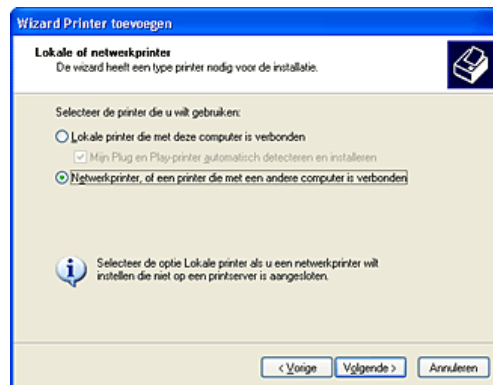 Wizard Printer toevoegen
Lokale of netwerkprinter
De wizard heeft een type printer nodig voor de installatie.
Selecteer de printer die u wilt gebruiken:
Lokale printer die met deze computer is verbonden
Mijn Plug en Play-printer automatisch detecteren en installeren
Netwerkprinter, of een printer die met een andere computer is verbonden
Selecteer de optie Lokale printer als u een netwerkprinter wilt
instellen die niet op een printserver is aangesloten.
< Vorige Volgende > Annuleren